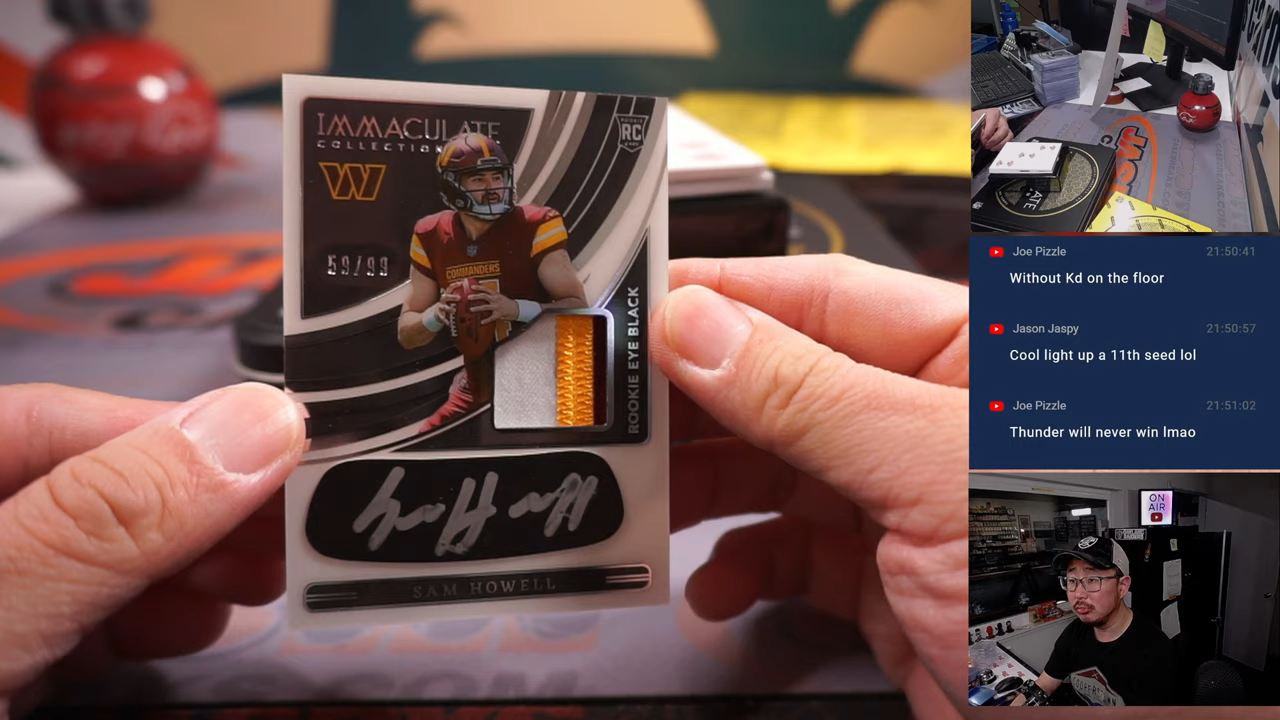 IMMACULATE
COLLECTION
RC
W
59/99
COMMANDERS
ROOKIE EYE BLACK
SAM HOWELL
Joe Pizzle 21:50:41
Without Kd on the floor
Jason Jaspy 21:50:57
Cool light up a 11th seed lol
Joe Pizzle 21:51:02
Thunder will never win lmao
ON
AIR